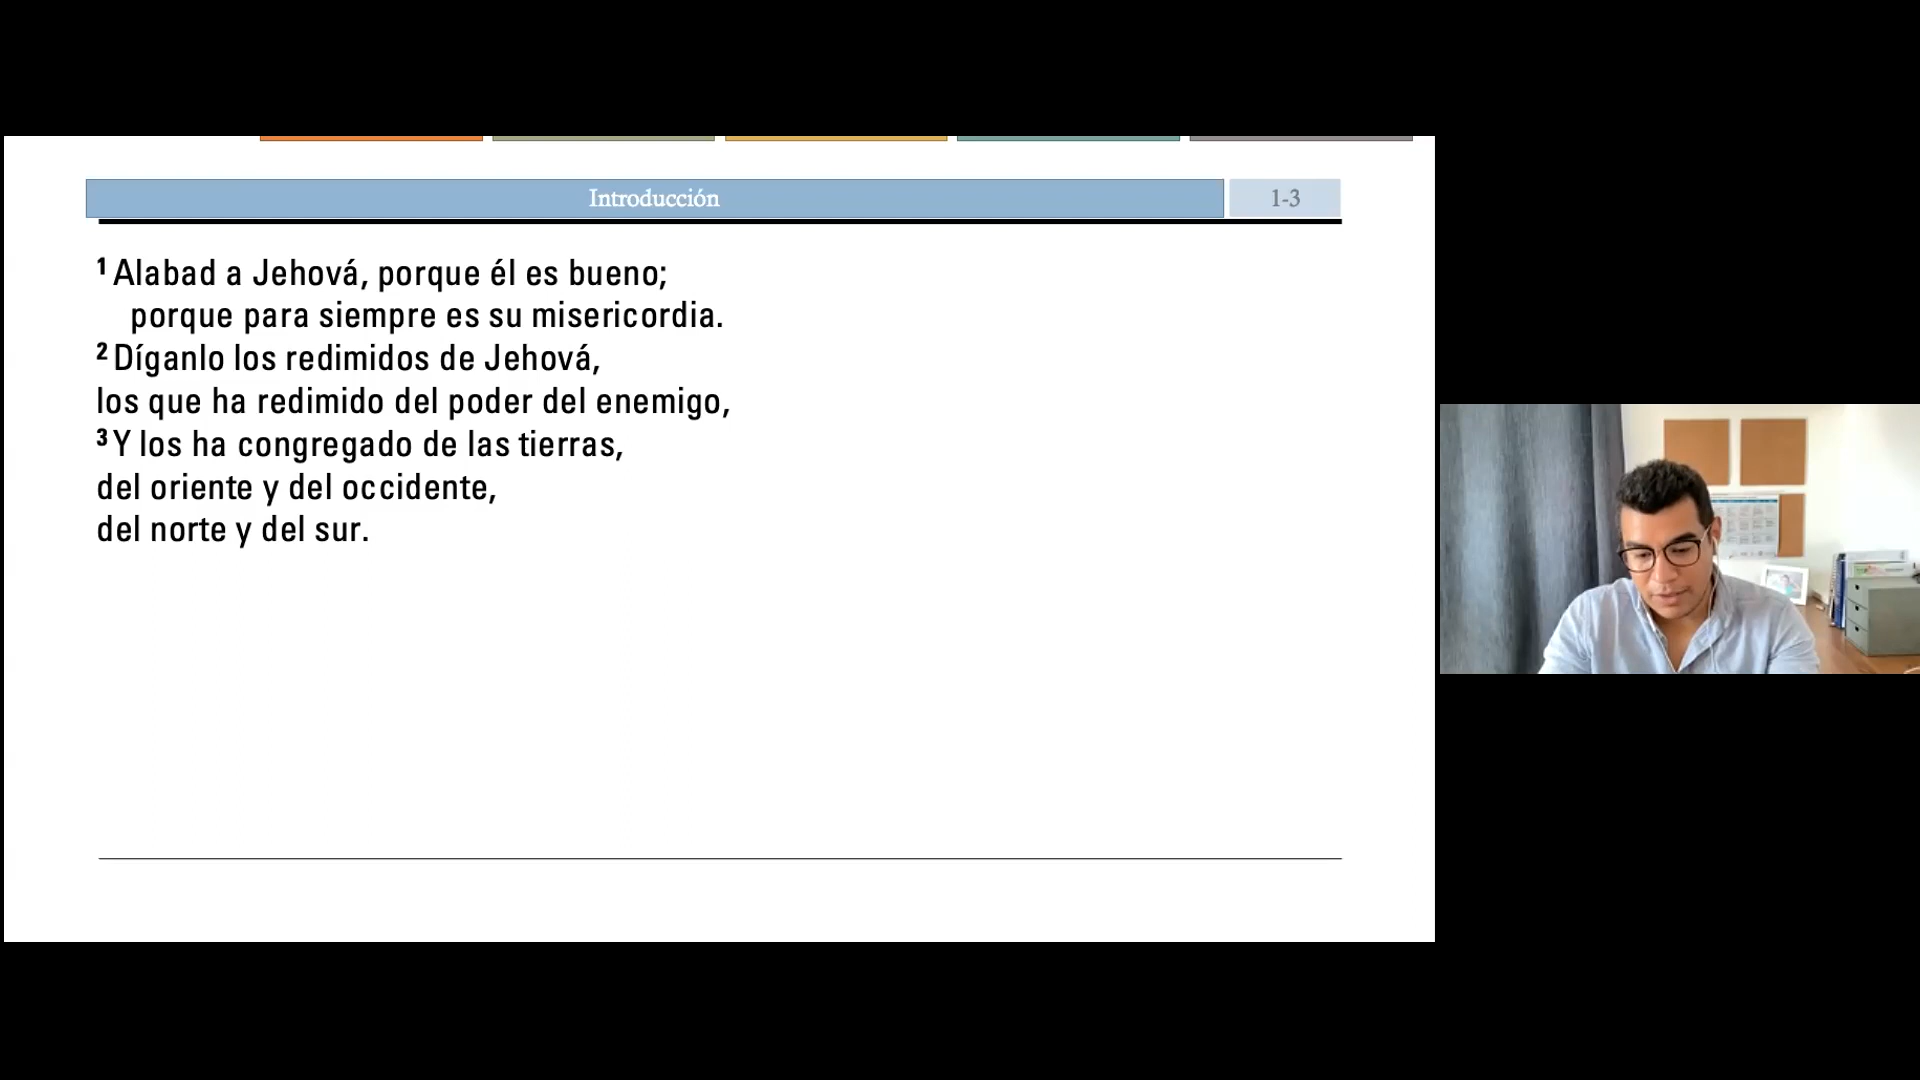 Introducción
1-3
1 Alabad a Jehová, porque él es bueno;
porque para siempre es su misericordia.
2 Díganlo los redimidos de Jehová,
los que ha redimido del poder del enemigo,
3 Y los ha congregado de las tierras,
del oriente y del occidente,
del norte y del sur.